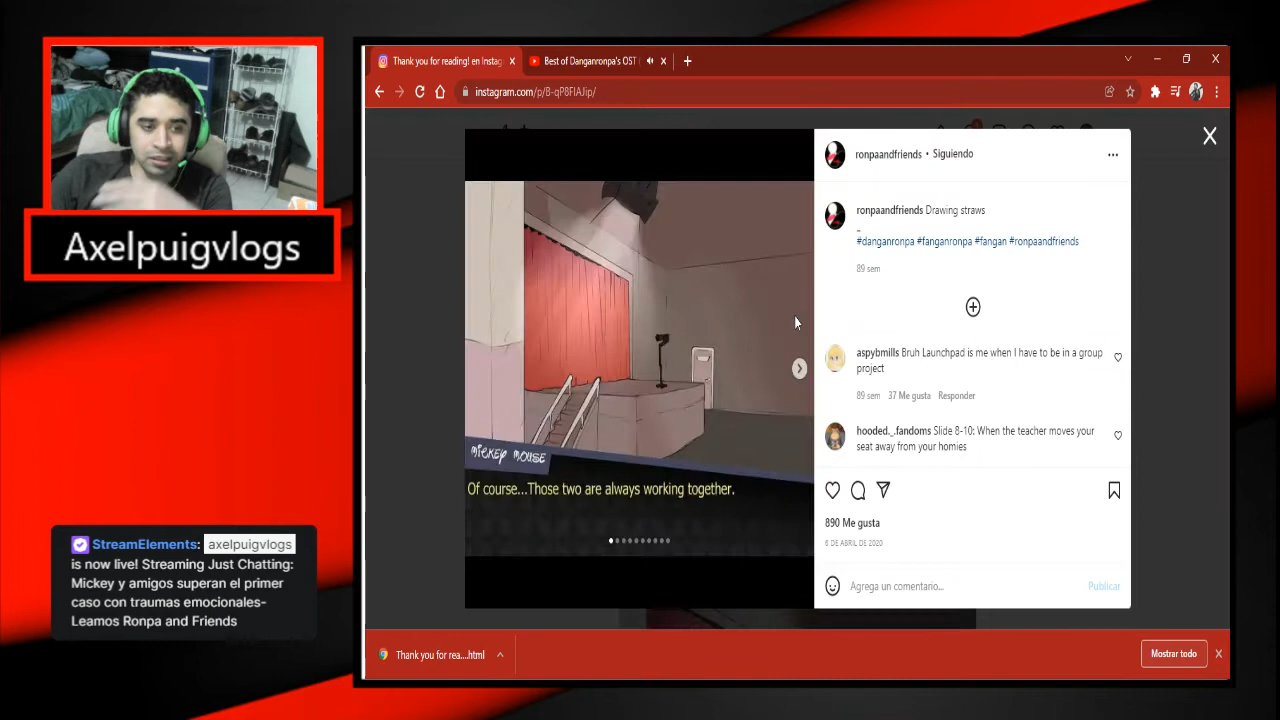 Axelpuigvlogs
StreamElements: axelpuigvlogs
is now live! Streaming Just Chatting:
Mickey y amigos superan el primer
caso con traumas emocionales-
Leamos Ronpa and Friends
Thank you for reading! en Instag
Best of Danganronpa's OST
instagram.com/p/B-qP8FIAJip/
MICKEY MOUSE
Of course...Those two are always working together.
ronpaandfriends • Siguiendo
ronpaandfriends Drawing straws
_
#danganronpa #fanganronpa #fangan #ronpaandfriends
89 sem
aspybmills Bruh Launchpad is me when I have to be in a group
project
89 sem 37 Me gusta Responder
hooded._.fandoms Slide 8-10: When the teacher moves your
seat away from your homies
890 Me gusta
6 DE ABRIL DE 2020
Agrega un comentario... Publicar
Thank you for rea....html
Mostrar todo